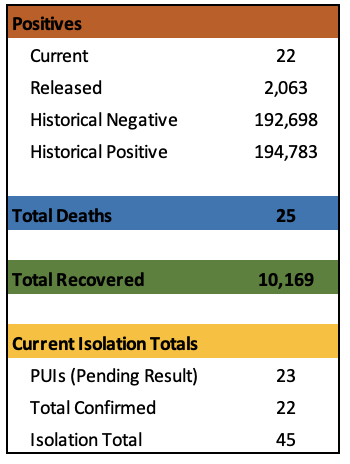 Positives
Current 22
Released 2,063
Historical Negative 192,698
Historical Positive 194,783
Total Deaths 25
Total Recovered 10,169
Current Isolation Totals
PUIs (Pending Result) 23
Total Confirmed 22
Isolation Total 45